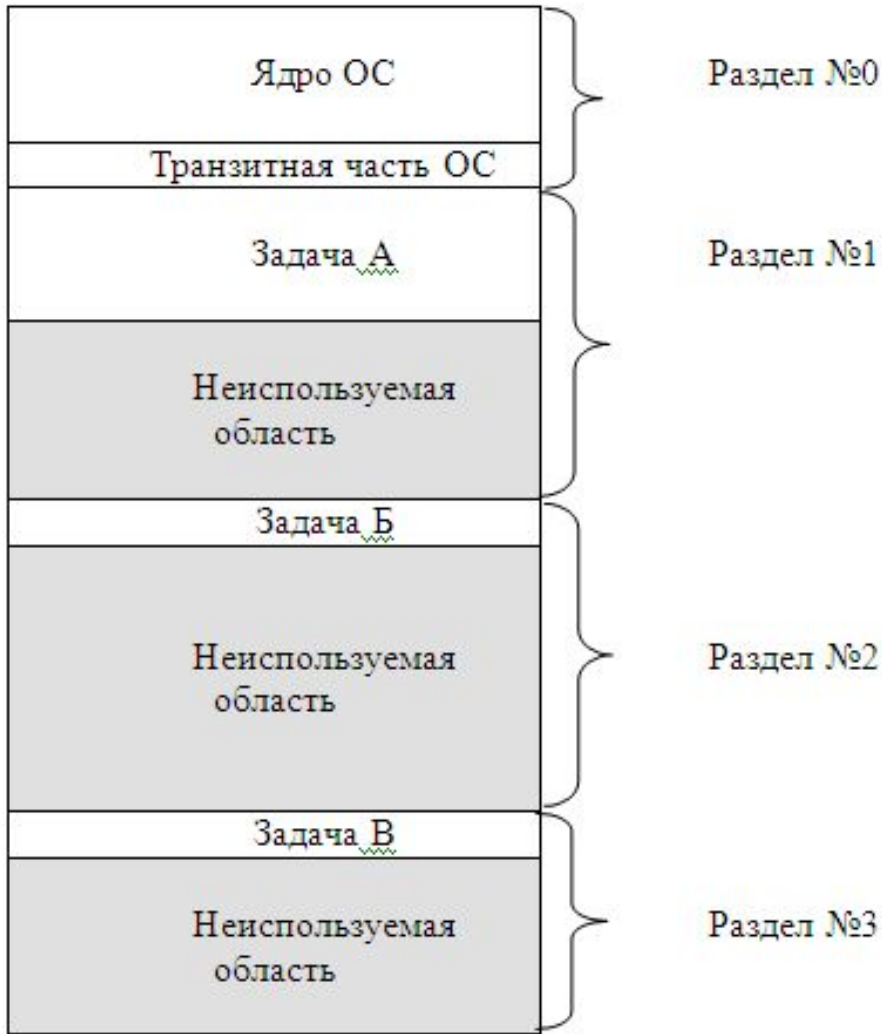 Ядро ОС
Раздел №0
Транзитная часть ОС
Задача А
Раздел №1
Неиспользуемая
область
Задача Б
Неиспользуемая
область
Раздел №2
Задача В
Неиспользуемая
область
Раздел №3